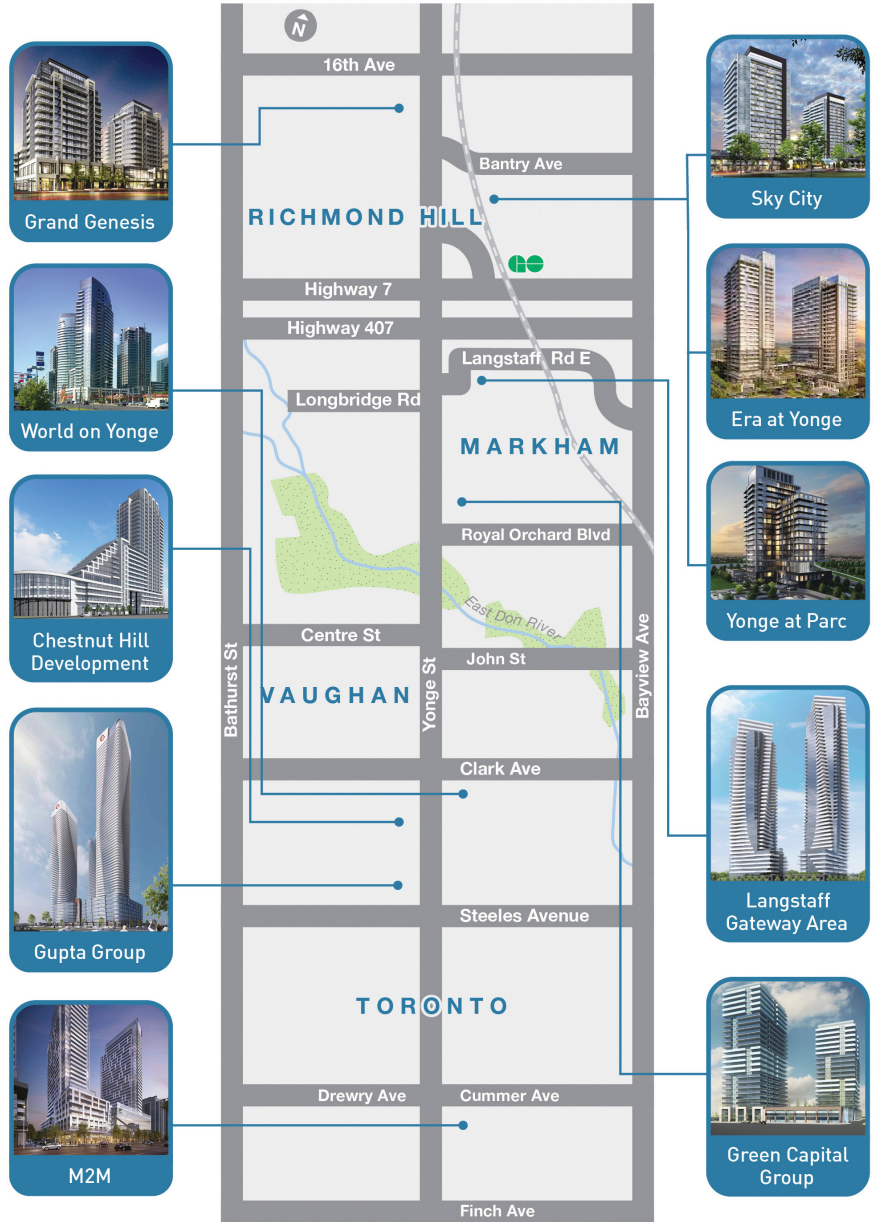 N
16th Ave
Bantry Ave
RICHMOND HILL
GO
Highway 7
Highway 407
Langstaff Rd E
Longbridge Rd
MARKHAM
Royal Orchard Blvd
East Don River
Centre St
John St
Bathurst St
Yonge St
Bayview Ave
VAUGHAN
Clark Ave
Steeles Avenue
TORONTO
Drewry Ave
Cummer Ave
Finch Ave
Grand Genesis
World on Yonge
Chestnut Hill
Development
Gupta Group
M2M
Sky City
Era at Yonge
Yonge at Parc
Langstaff
Gateway Area
Green Capital
Group